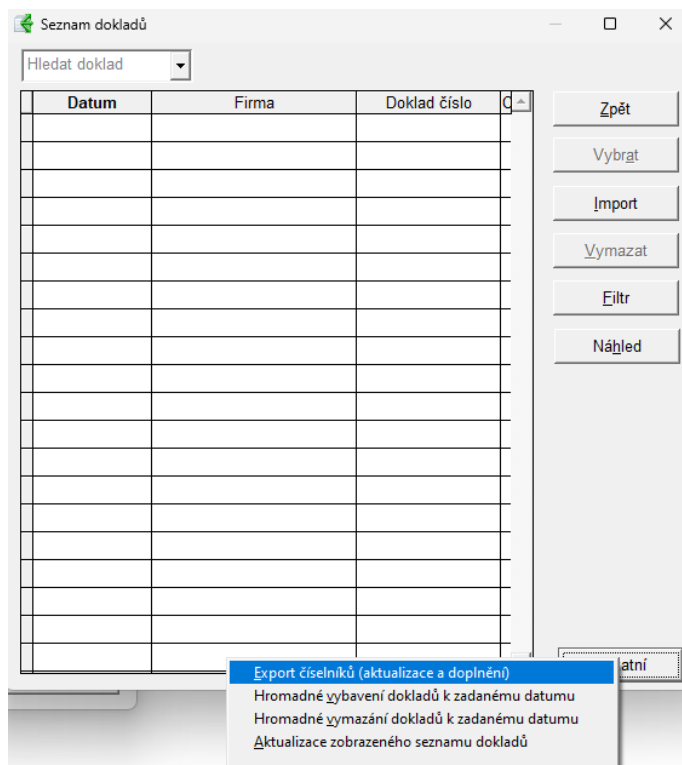 Seznam dokladů
Hledat doklad
Datum Firma Doklad číslo
Zpět
Vybrat
Import
Vymazat
Filtr
Náhled
atní
Export číselníků (aktualizace a doplnění)
Hromadné vybavení dokladů k zadanému datumu
Hromadné vymazání dokladů k zadanému datumu
Aktualizace zobrazeného seznamu dokladů